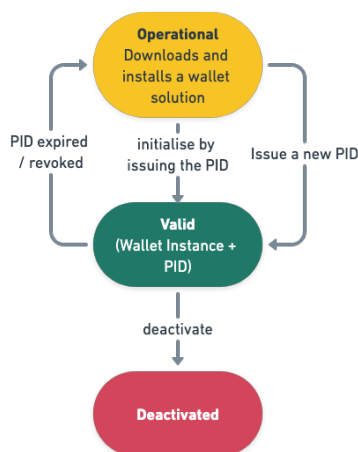 Operational
Downloads and
installs a wallet
solution
PID expired
/ revoked
initialise by
issuing the PID
Issue a new PID
Valid
(Wallet Instance +
PID)
deactivate
Deactivated